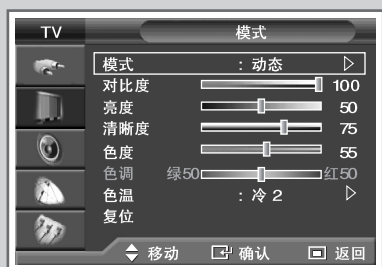 TV 模式
模式 : 动态
对比度 100
亮度 50
清晰度 75
色度 55
色调 绿50 红50
色温 : 冷 2
复位
移动 确认 返回